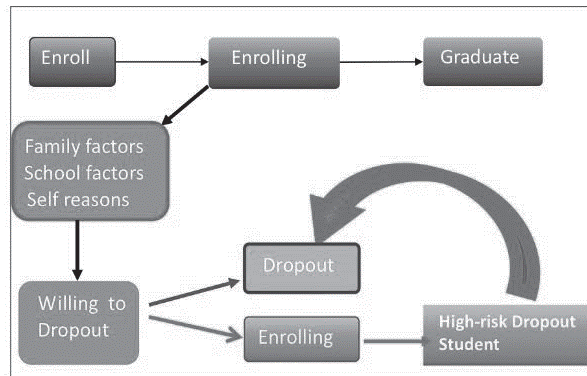 Enroll
Enrolling
Graduate
Family factors
School factors
Self reasons
Willing to
Dropout
Dropout
Enrolling
High-risk Dropout
Student